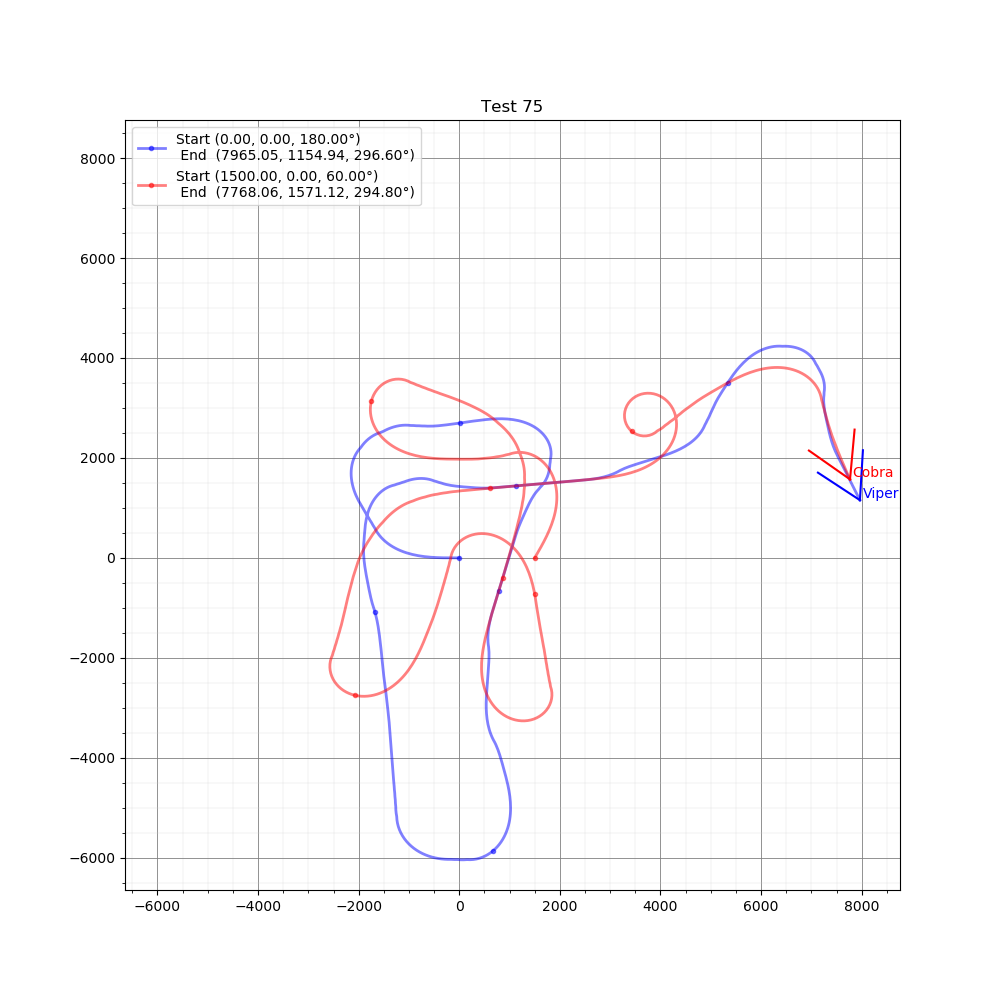 Test 75
Start (0.00, 0.00, 180.00°)
End (7965.05, 1154.94, 296.60°)
Start (1500.00, 0.00, 60.00°)
End (7768.06, 1571.12, 294.80°)
8000
6000
4000
2000
0
−2000
−4000
−6000
Cobra
Viper
−6000 −4000 −2000 0 2000 4000 6000 8000